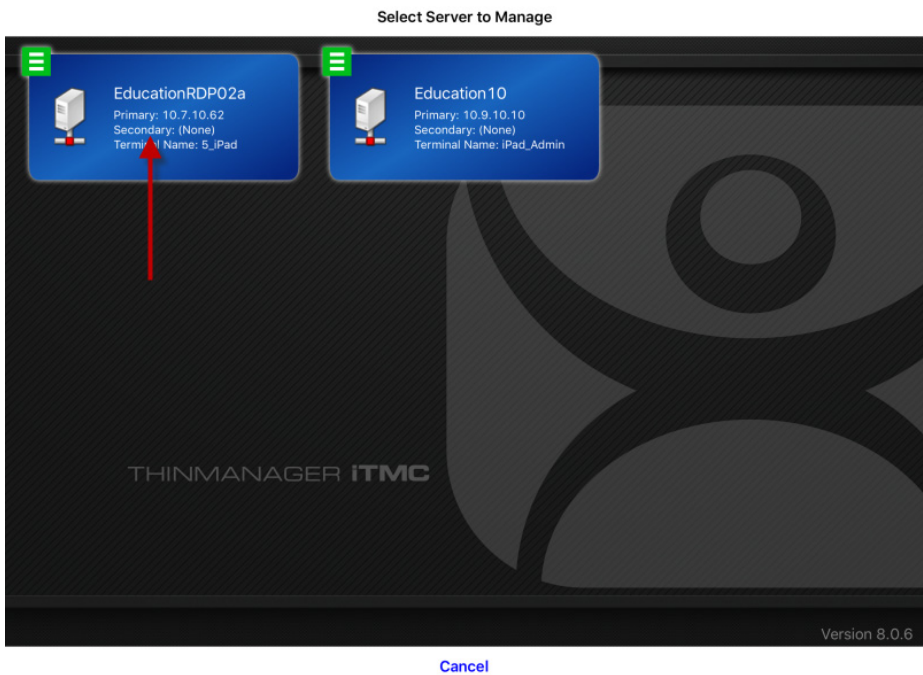 Select Server to Manage
EducationRDP02a
Primary: 10.7.10.62
Secondary: (None)
Terminal Name: 5_iPad
Education10
Primary: 10.9.10.10
Secondary: (None)
Terminal Name: iPad_Admin
THINMANAGER iTMC
Version 8.0.6
Cancel